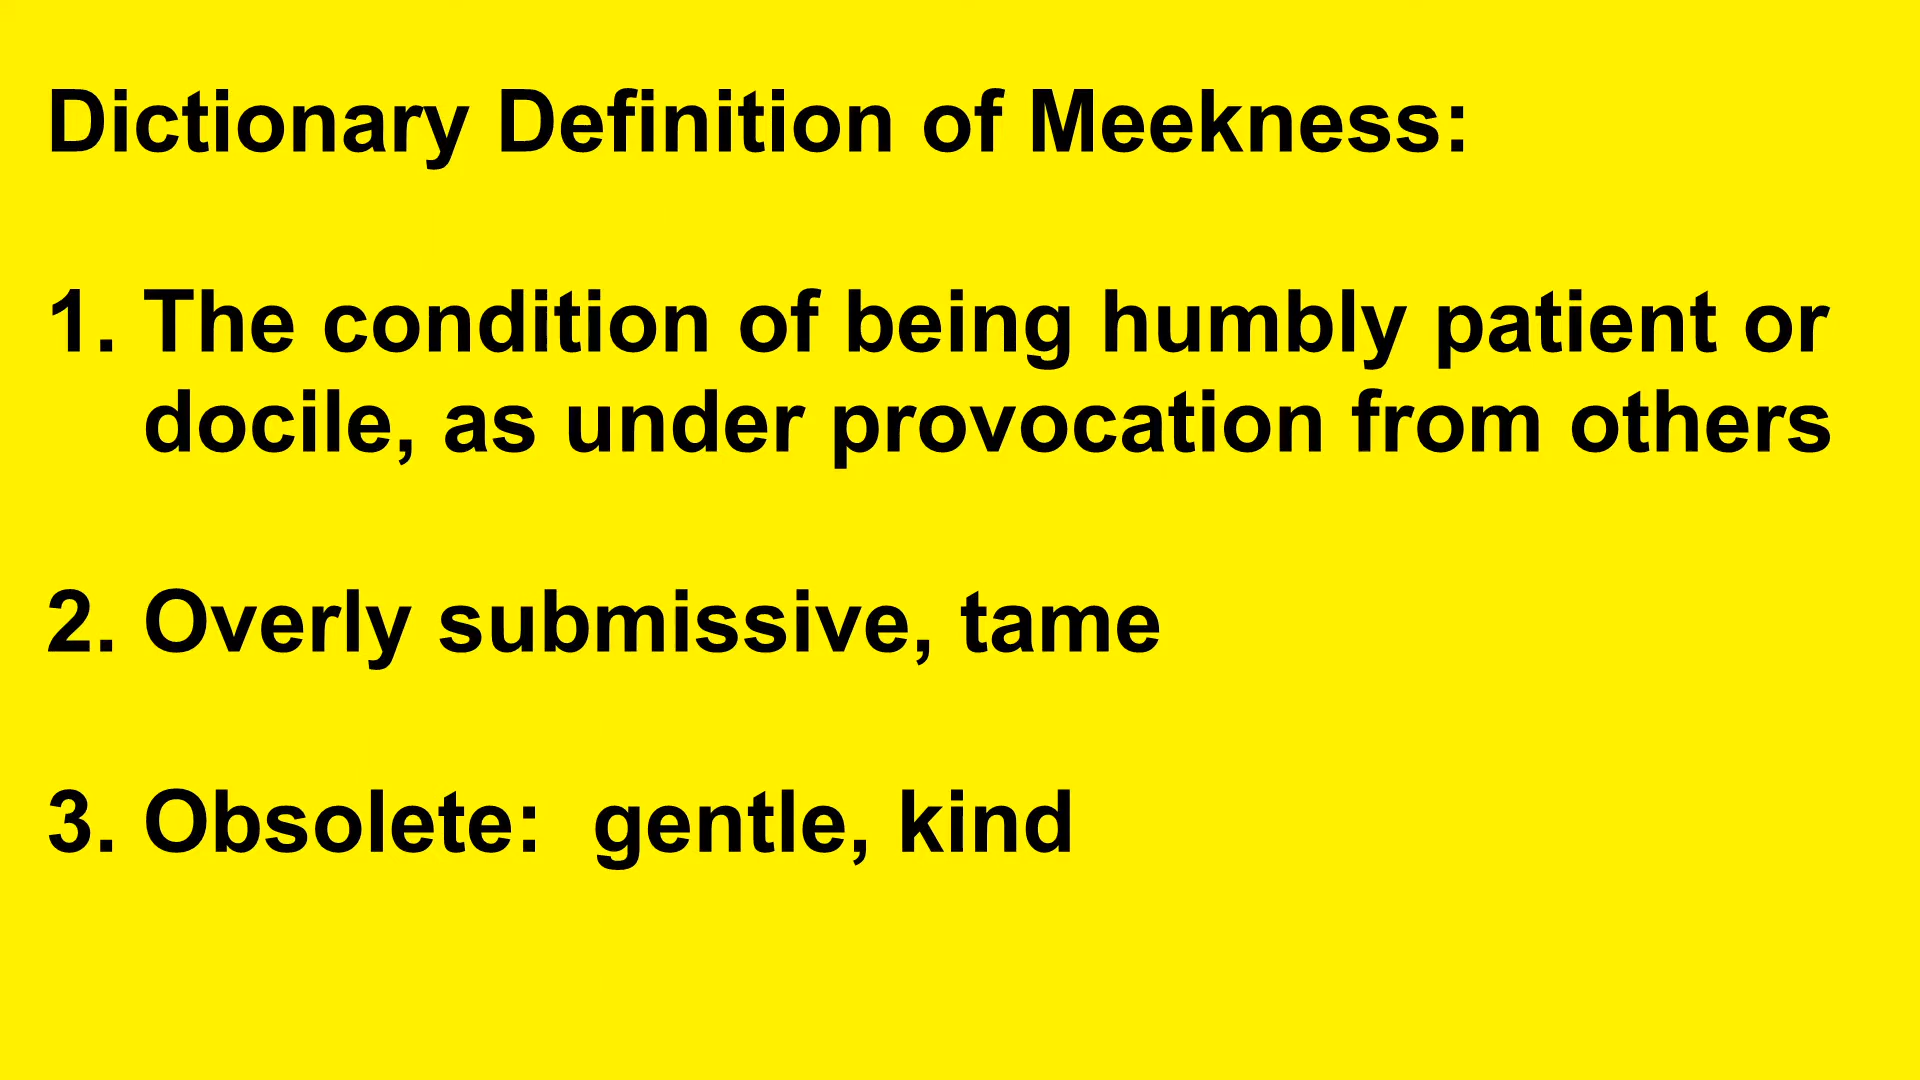 Dictionary Definition of Meekness:
1. The condition of being humbly patient or
docile, as under provocation from others
2. Overly submissive, tame
3. Obsolete:  gentle, kind